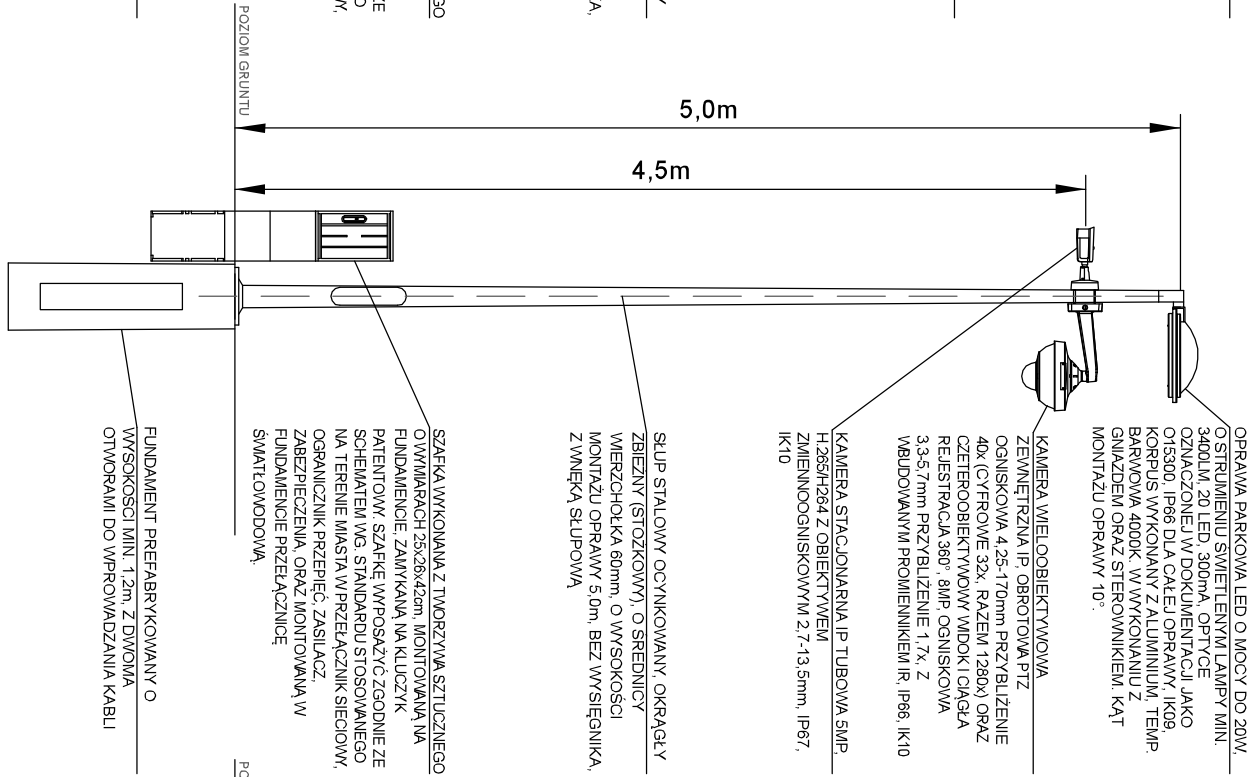 5,0m
4,5m
POZIOM GRUNTU
OPRAWA PARKOWA LED O MOCY DO 20W,
O STRUMIENIU ŚWIETLENYM LAMPY MIN.
3400LM, 20 LED, 300mA, OPTYCE
OZNACZONEJ W DOKUMENTACJI JAKO
O15300, IP66 DLA CAŁEJ OPRAWY, IK09,
KORPUS WYKONANY Z ALUMINIUM, TEMP.
BARWOWA 4000K. W WYKONANIU Z
GNIAZDEM ORAZ STEROWNIKIEM. KĄT
MONTAŻU OPRAWY 10°.
KAMERA WIELOOBIEKTYWOWA
ZEWNĘTRZNA IP, OBROTOWA PTZ
OGNISKOWA 4,25-170mm PRZYBLIŻENIE
40x (CYFROWE 32x, RAZEM 1280x) ORAZ
CZETEROOBIEKTYWOWY WIDOK I CIĄGŁA
REJESTRACJA 360°, 8MP, OGNISKOWA
3,3-5,7mm PRZYBLIŻENIE 1,7x, Z
WBUDOWANYM PROMIENNIKIEM IR, IP66, IK10
KAMERA STACJONARNA IP TUBOWA 5MP,
H.265/H264 Z OBIEKTYWEM
ZMIENNOOGNISKOWYM 2,7-13,5mm, IP67,
IK10
SŁUP STALOWY OCYNKOWANY, OKRĄGŁY
ZBIEŻNY (STOŻKOWY), O ŚREDNICY
WIERZCHOŁKA 60mm, O WYSOKOŚCI
MONTAŻU OPRAWY 5,0m, BEZ WYSIĘGNIKA,
Z WNĘKĄ SŁUPOWĄ
SZAFKA WYKONANA Z TWORZYWA SZTUCZNEGO
O WYMIARACH 25x26x42cm, MONTOWANĄ NA
FUNDAMENCIE, ZAMYKANĄ NA KLUCZYK
PATENTOWY. SZAFKĘ WYPOSAŻYĆ ZGODNIE ZE
SCHEMATEM WG. STANDARDU STOSOWANEGO
NA TERENIE MIASTA W PRZEŁĄCZNIK SIECIOWY,
OGRANICZNIK PRZEPIĘĆ, ZASILACZ,
ZABEZPIECZENIA, ORAZ MONTOWANĄ W
FUNDAMENCIE PRZEŁĄCZNICĘ
ŚWIATŁOWODOWĄ.
FUNDAMENT PREFABRYKOWANY O
WYSOKOŚCI MIN. 1,2m, Z DWOMA
OTWORAMI DO WPROWADZANIA KABLI